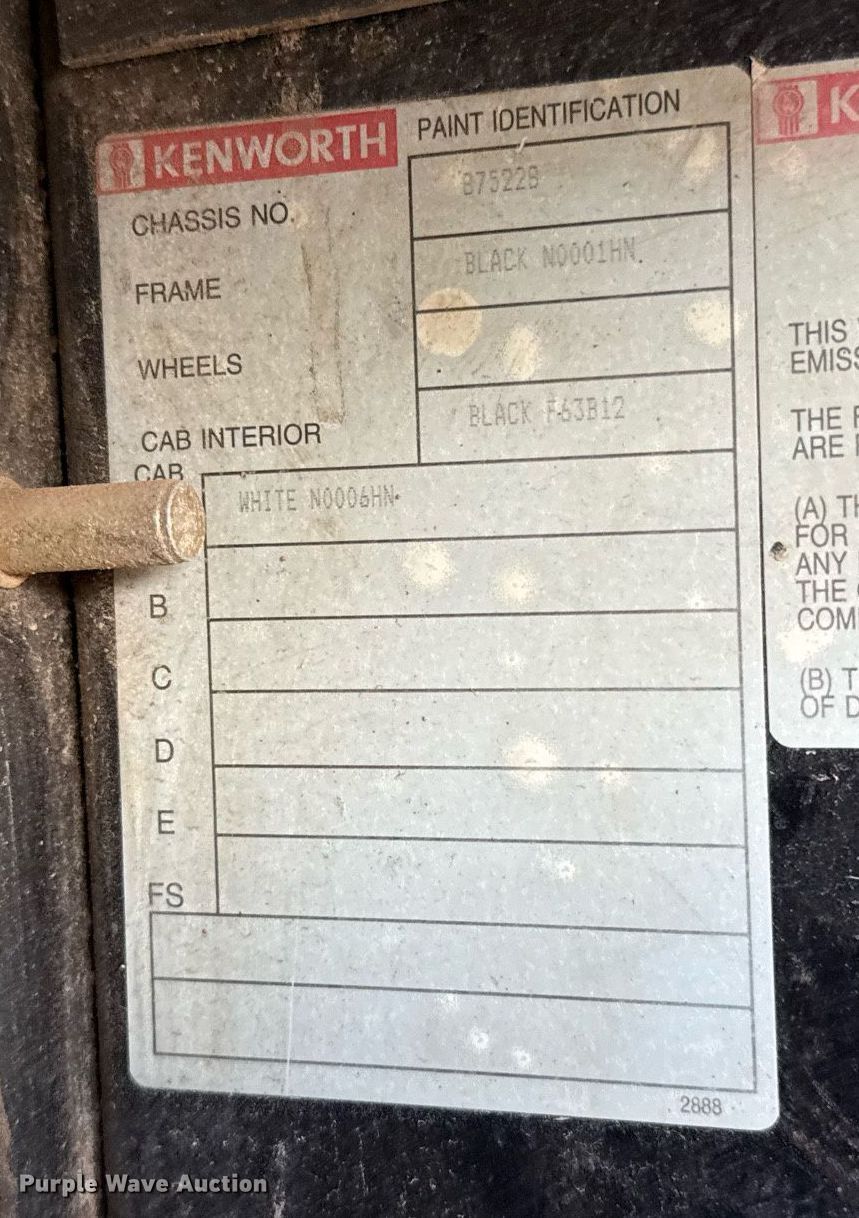 KENWORTH
PAINT IDENTIFICATION
CHASSIS NO.
875228
FRAME
BLACK N0001HN
WHEELS
CAB INTERIOR
BLACK F63B12
CAB
WHITE N0006HN
B
C
D
E
FS
2888
K
THIS
EMISS
THE
ARE
(A) TH
FOR
ANY
THE
COM
(B) T
OF D
Purple Wave Auction